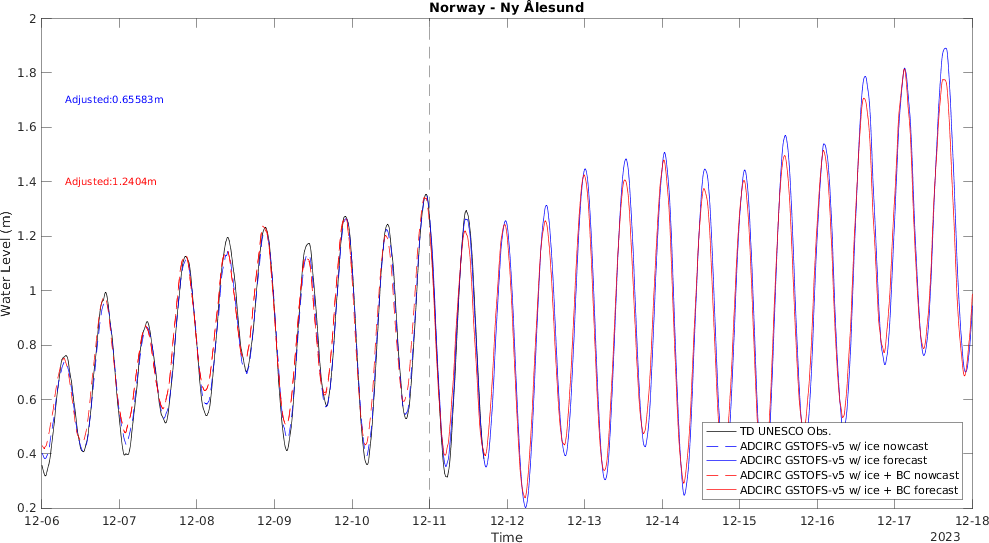 Norway - Ny Ålesund
2
1.8
1.6
1.4
1.2
1
0.8
0.6
0.4
0.2
Water Level (m)
Adjusted:0.65583m
Adjusted:1.2404m
TD UNESCO Obs.
ADCIRC GSTOFS-v5 w/ ice nowcast
ADCIRC GSTOFS-v5 w/ ice forecast
ADCIRC GSTOFS-v5 w/ ice + BC nowcast
ADCIRC GSTOFS-v5 w/ ice + BC forecast
12-06 12-07 12-08 12-09 12-10 12-11 12-12 12-13 12-14 12-15 12-16 12-17 12-18
Time
2023